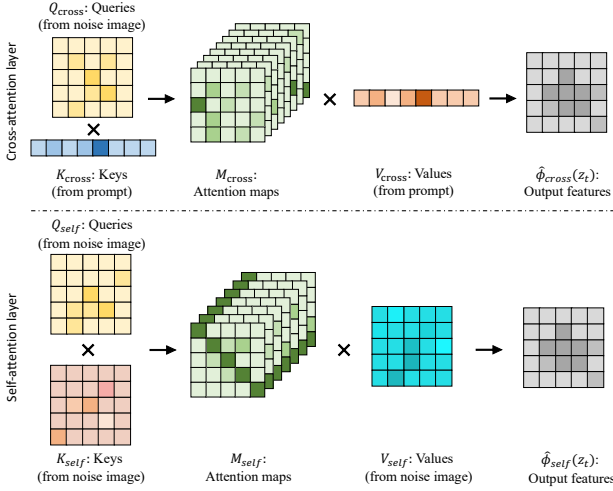 Cross-attention layer
Q_cross: Queries
(from noise image)
K_cross: Keys
(from prompt)
M_cross:
Attention maps
V_cross: Values
(from prompt)
ϕ̂_cross(z_t):
Output features
Self-attention layer
Q_self: Queries
(from noise image)
K_self: Keys
(from noise image)
M_self:
Attention maps
V_self: Values
(from noise image)
ϕ̂_self(z_t):
Output features